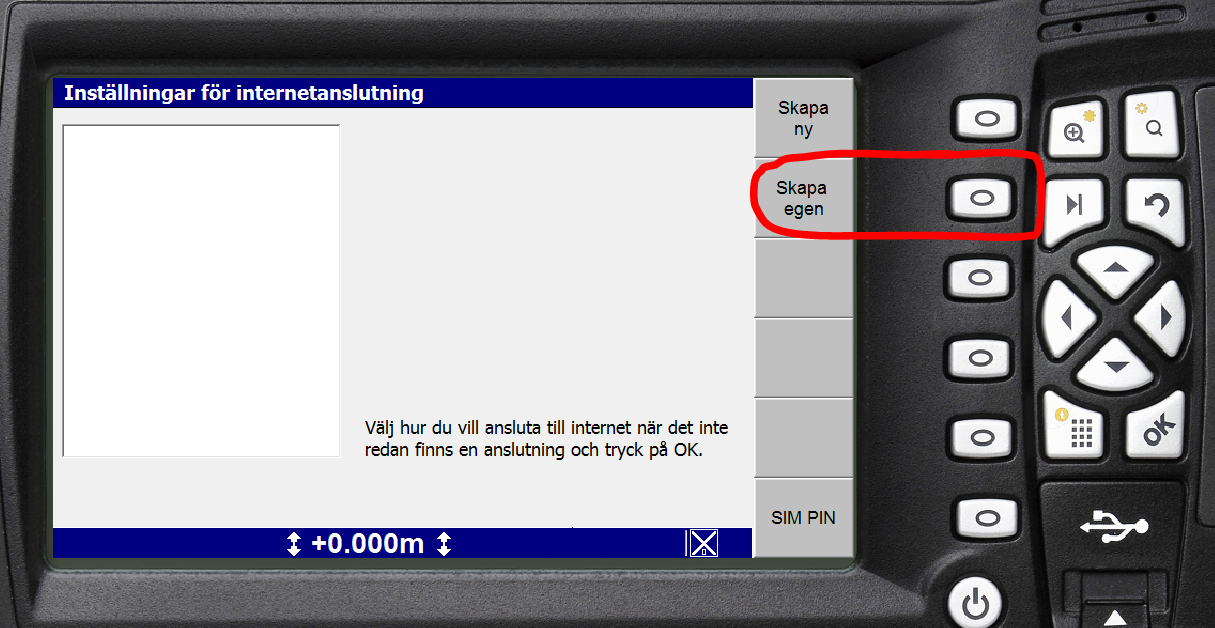 Inställningar för internetanslutning
Skapa
ny
Skapa
egen
Välj hur du vill ansluta till internet när det inte
redan finns en anslutning och tryck på OK.
SIM PIN
+0.000m
OK